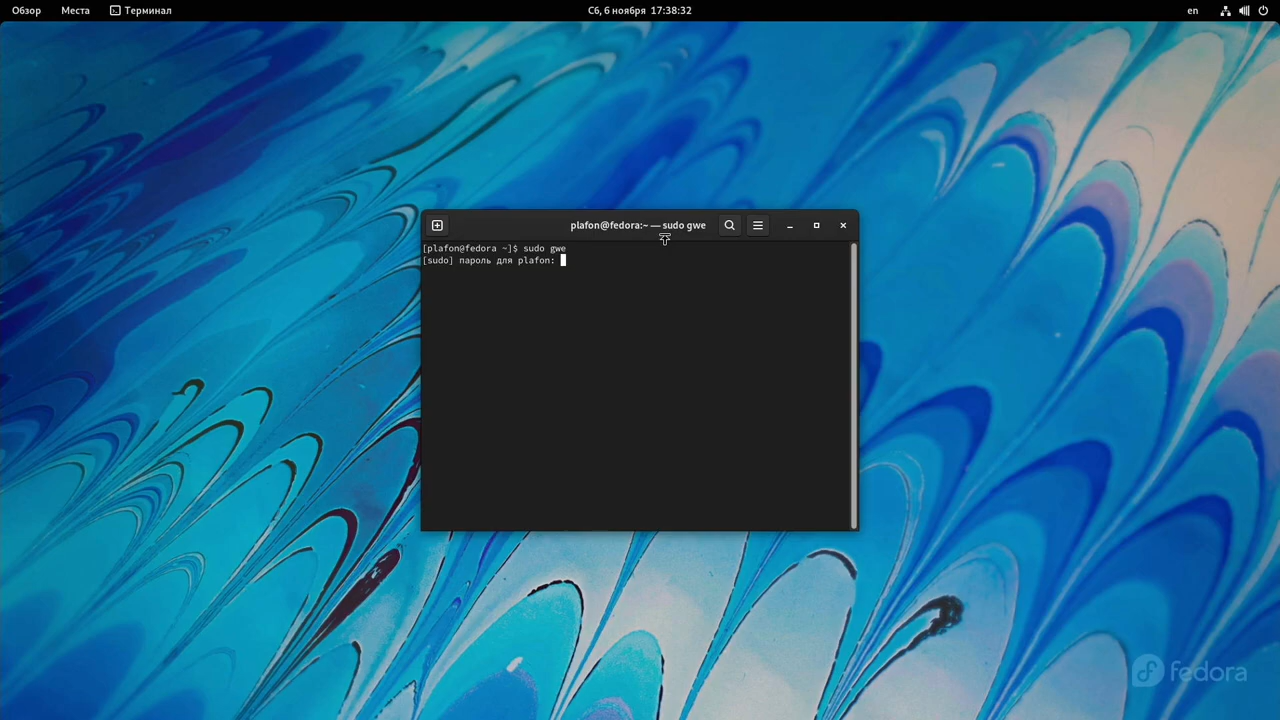 Обзор Места Терминал Сб, 6 ноября 17:38:32 en
plafon@fedora:~ — sudo gwe
[plafon@fedora ~]$ sudo gwe
[sudo] пароль для plafon:
fedora